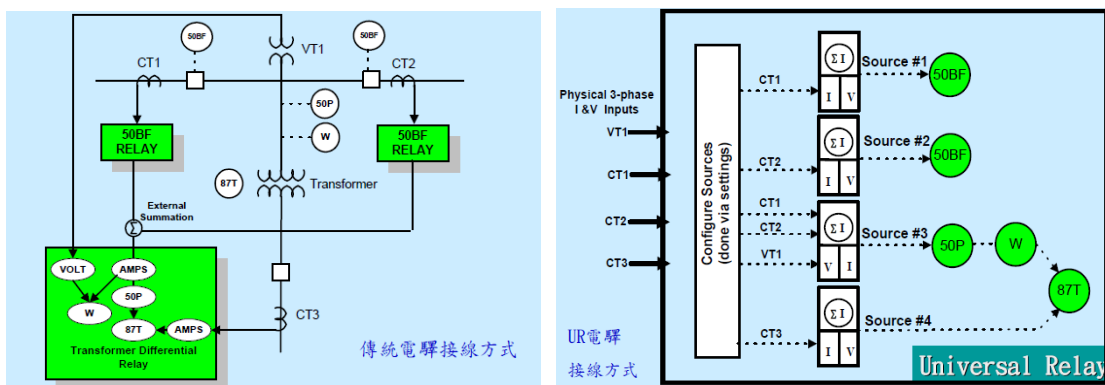 50BF
50BF
VT1
CT1
CT2
50P
W
50BF
RELAY
50BF
RELAY
87T
Transformer
External
Summation
Σ
VOLT
AMPS
50P
W
87T
AMPS
Transformer Differential
Relay
CT3
傳統電驛接線方式
Physical 3-phase
I &V Inputs
VT1
CT1
CT2
CT3
Configure Sources
(done via settings)
CT1
ΣI
I V
Source #1
50BF
CT2
ΣI
I V
Source #2
50BF
CT1
CT2
VT1
ΣI
V I
Source #3
50P
W
87T
CT3
ΣI
I V
Source #4
UR電驛
接線方式
Universal Relay